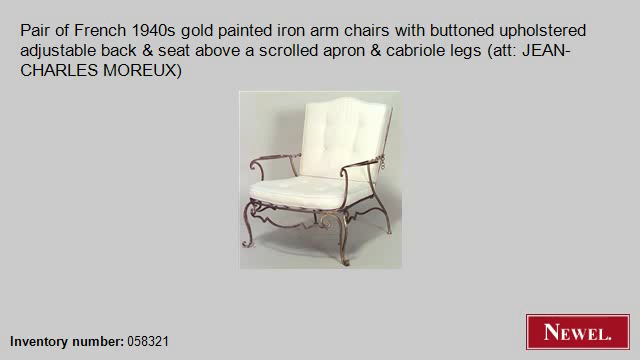 Pair of French 1940s gold painted iron arm chairs with buttoned upholstered
adjustable back & seat above a scrolled apron & cabriole legs (att: JEAN-
CHARLES MOREUX)
Inventory number: 058321
NEWEL.